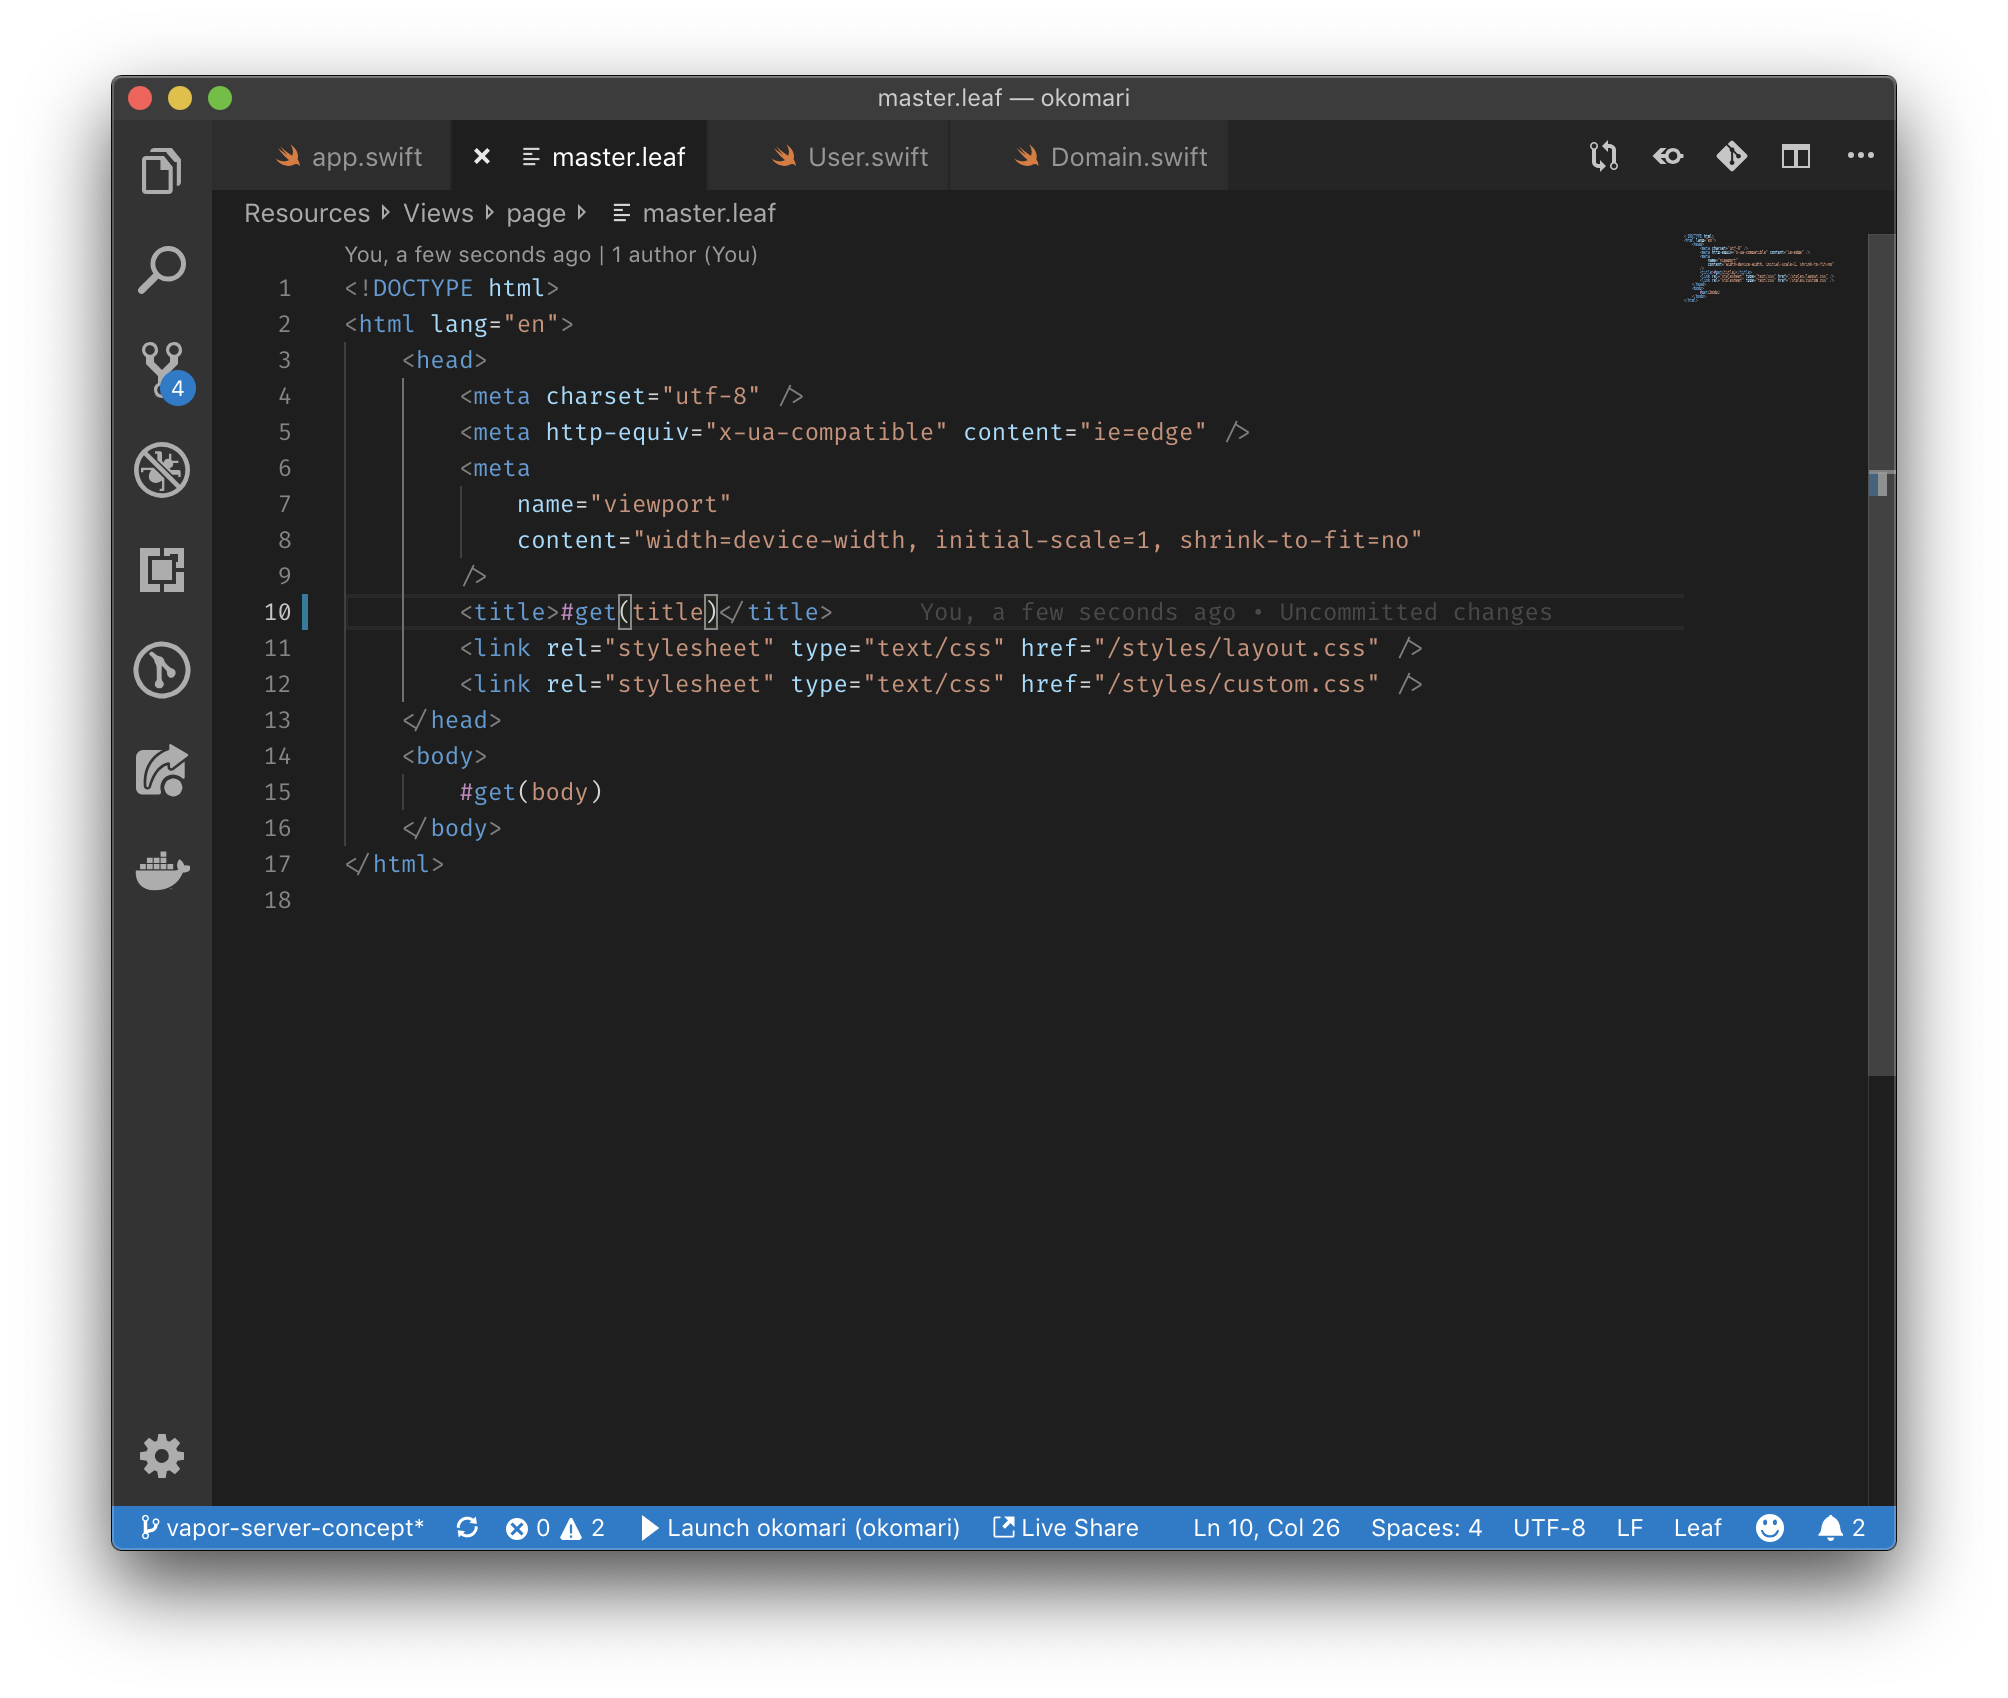 master.leaf — okomari
app.swift
master.leaf
User.swift
Domain.swift
Resources Views page master.leaf
You, a few seconds ago | 1 author (You)
1 <!DOCTYPE html>
2 <html lang="en">
3 <head>
4 <meta charset="utf-8" />
5 <meta http-equiv="x-ua-compatible" content="ie=edge" />
6 <meta
7 name="viewport"
8 content="width=device-width, initial-scale=1, shrink-to-fit=no"
9 />
10 <title>#get(title)</title> You, a few seconds ago • Uncommitted changes
11 <link rel="stylesheet" type="text/css" href="/styles/layout.css" />
12 <link rel="stylesheet" type="text/css" href="/styles/custom.css" />
13 </head>
14 <body>
15 #get(body)
16 </body>
17 </html>
18
4
vapor-server-concept* 0 2 Launch okomari (okomari) Live Share Ln 10, Col 26 Spaces: 4 UTF-8 LF Leaf 2